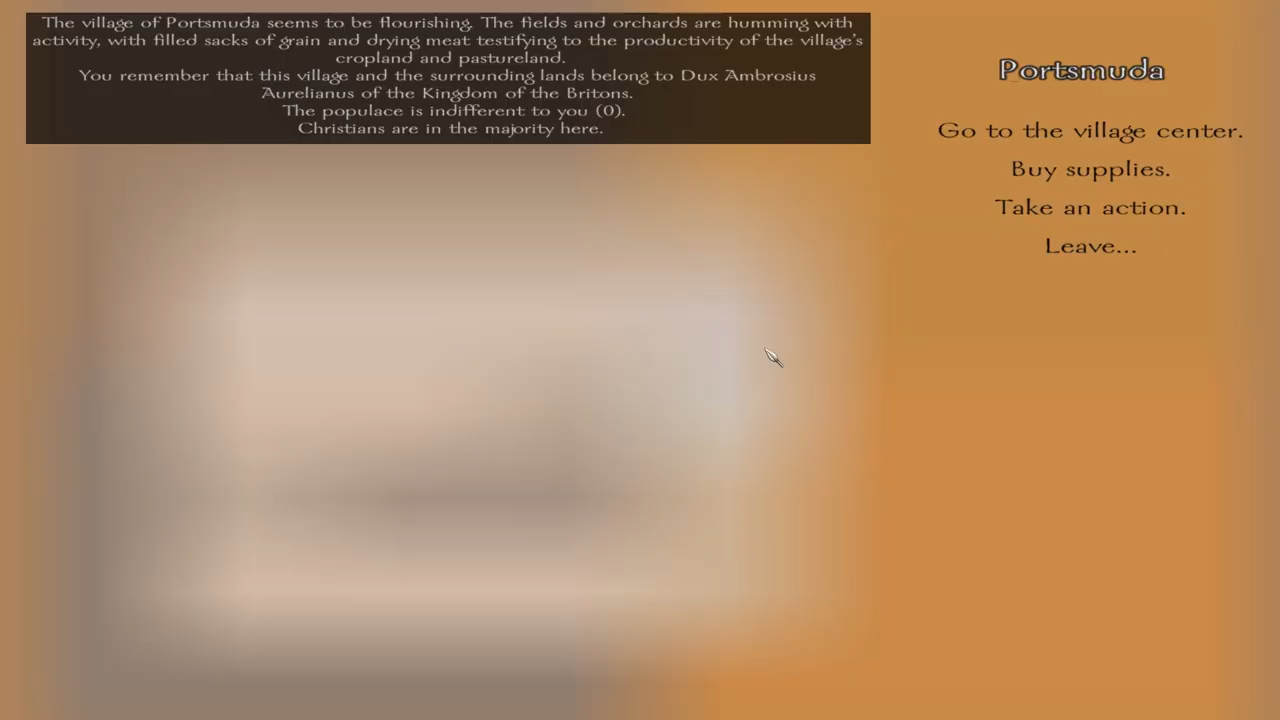 The village of Portsmuda seems to be flourishing. The fields and orchards are humming with
activity, with filled sacks of grain and drying meat testifying to the productivity of the village's
cropland and pastureland.
You remember that this village and the surrounding lands belong to Dux Ambrosius
Aurelianus of the Kingdom of the Britons.
The populace is indifferent to you (0).
Christians are in the majority here.
Portsmuda
Go to the village center.
Buy supplies.
Take an action.
Leave...